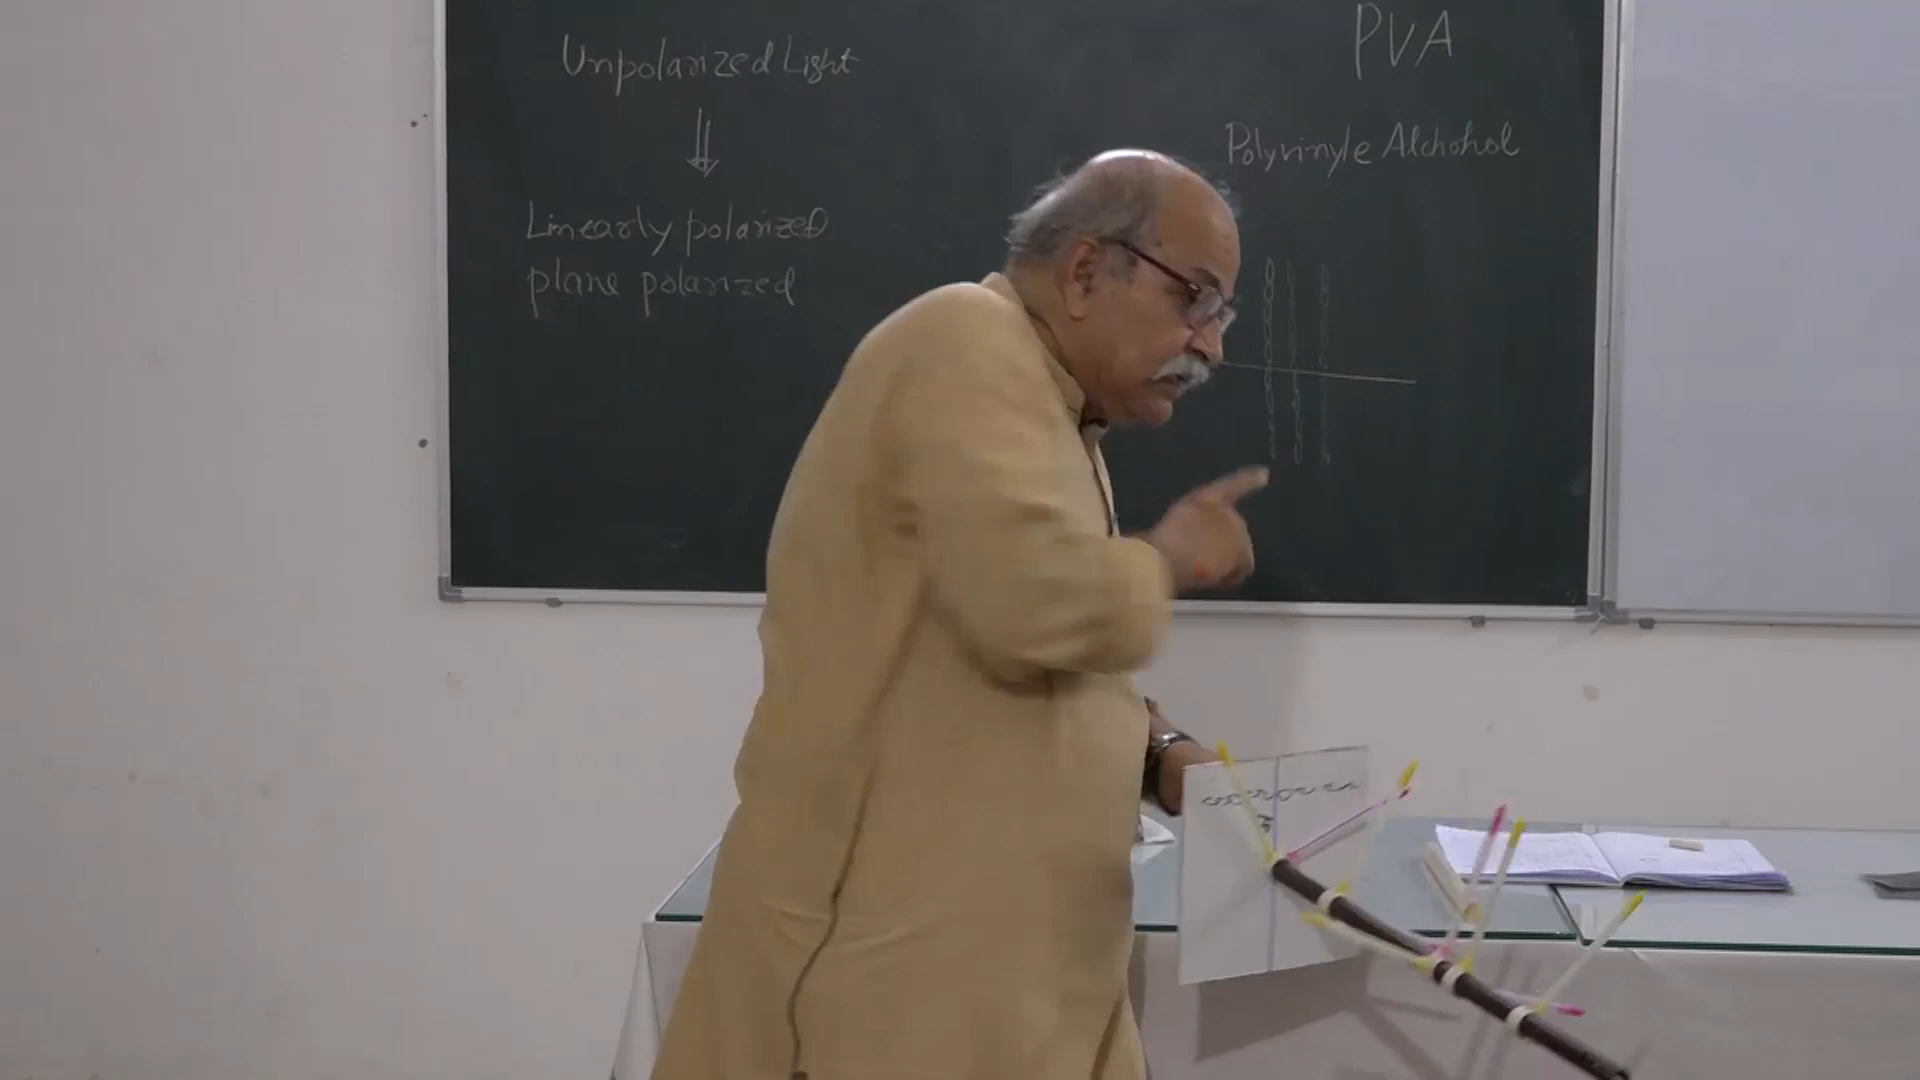 Unpolarized Light
Linearly polarized
plane polarized
PVA
Polyvinyle Alchohol